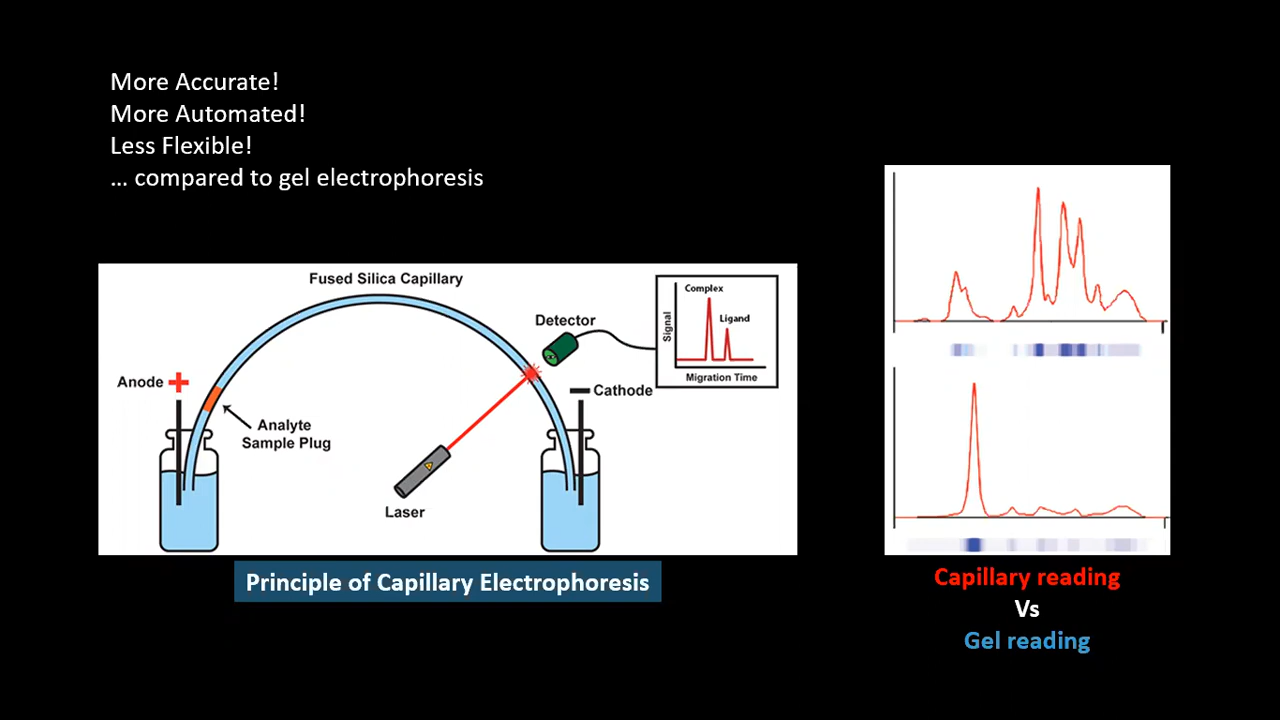 More Accurate!
More Automated!
Less Flexible!
... compared to gel electrophoresis
Fused Silica Capillary
Complex
Ligand
Signal
Migration Time
Detector
Anode
Cathode
Analyte
Sample Plug
Laser
Principle of Capillary Electrophoresis
Capillary reading
Vs
Gel reading